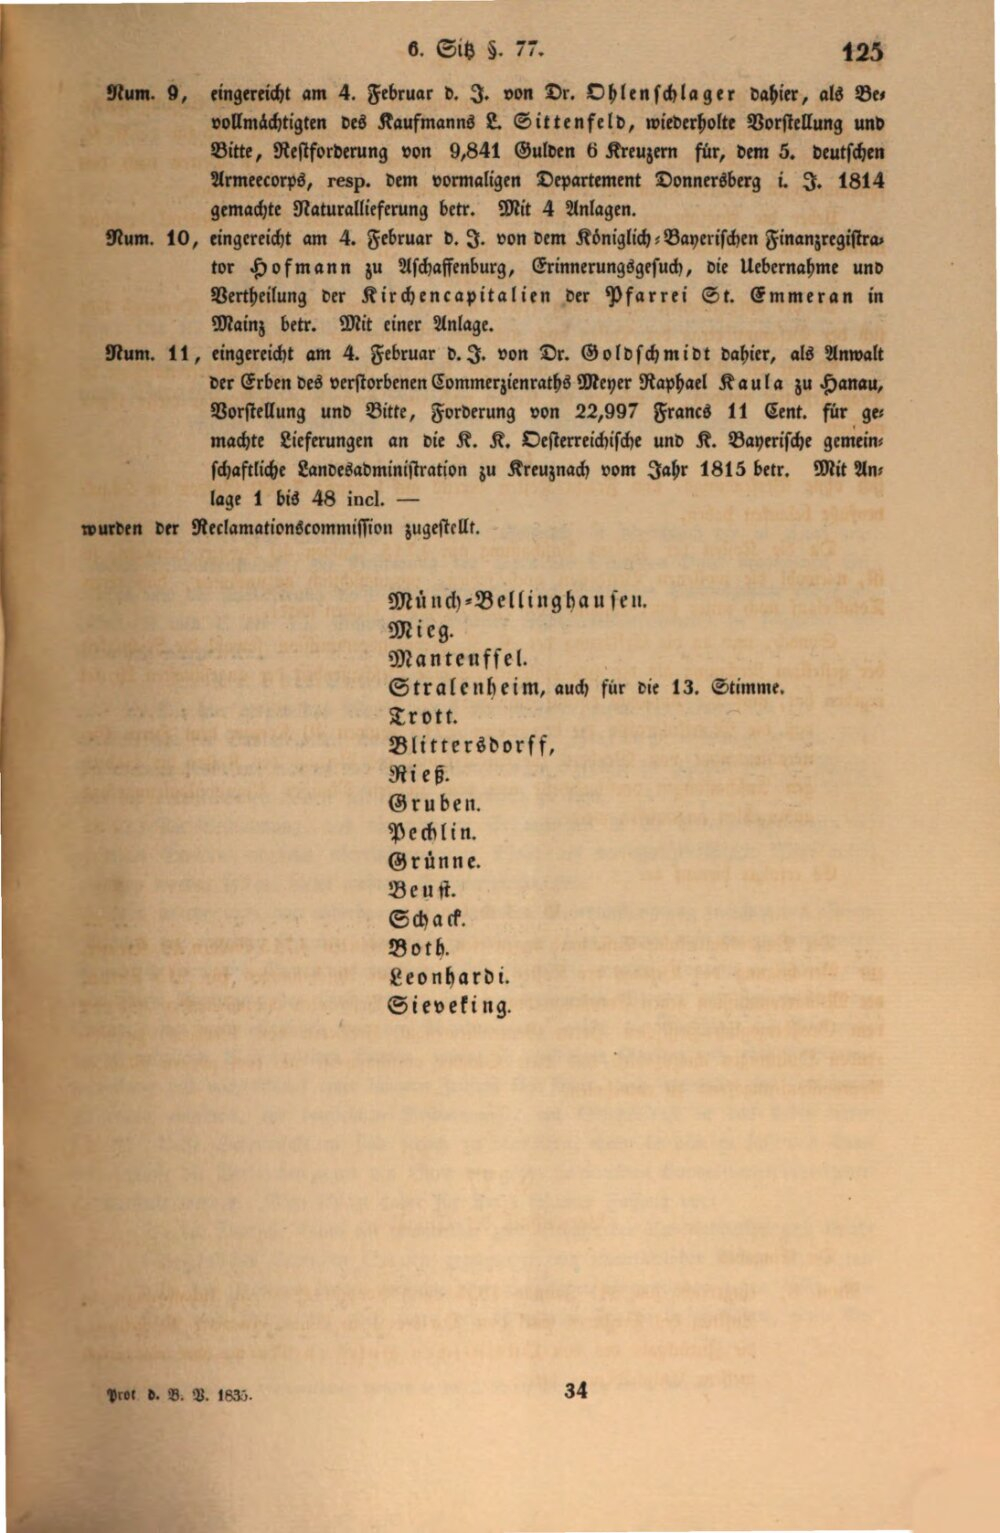 6. Sitz §. 77.
125
Num. 9, eingereicht am 4. Februar d. J. von Dr. Ohlenschlager dahier, als Be⸗
vollmächtigten des Kaufmanns L. Sittenfeld, wiederholte Vorstellung und
Bitte, Restforderung von 9,841 Gulden 6 Kreuzern für, dem 5. deutschen
Armeecorps, resp. dem vormaligen Departement Donnersberg i. J. 1814
gemachte Naturallieferung betr. Mit 4 Anlagen.
Num. 10, eingereicht am 4. Februar d. J. von dem Königlich⸗Bayerischen Finanzregistra⸗
tor Hofmann zu Aschaffenburg, Erinnerungsgesuch, die Uebernahme und
Vertheilung der Kirchencapitalien der Pfarrei St. Emmeran in
Mainz betr. Mit einer Anlage.
Num. 11, eingereicht am 4. Februar d. J. von Dr. Goldschmidt dahier, als Anwalt
der Erben des verstorbenen Commerzienraths Meyer Raphael Kaula zu Hanau,
Vorstellung und Bitte, Forderung von 22,997 Francs 11 Cent. für ge⸗
machte Lieferungen an die K. K. Oesterreichische und K. Bayerische gemein⸗
schaftliche Landesadministration zu Kreuznach vom Jahr 1815 betr. Mit An⸗
lage 1 bis 48 incl. —
wurden der Reclamationscommission zugestellt.
Münch⸗Bellinghausen.
Mieg.
Manteuffel.
Stralenheim, auch für die 13. Stimme.
Trott.
Blittersdorff,
Rieß.
Gruben.
Pechlin.
Grünne.
Beust.
Schack.
Both.
Leonhardi.
Sieveking.
Prot. d. B. V. 1835.
34